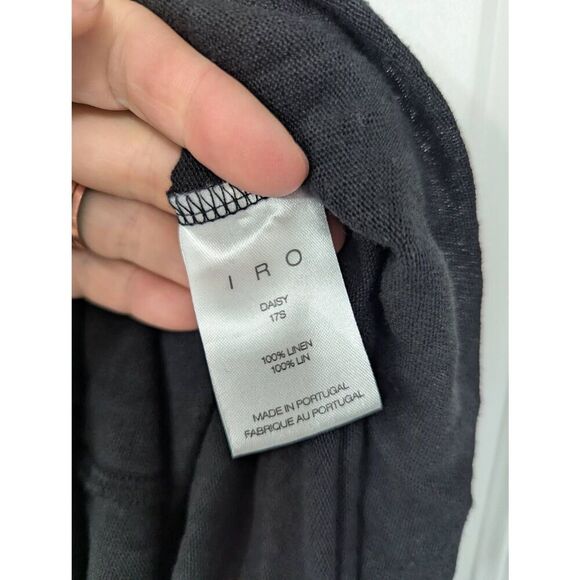 IRO
DAISY
17S
100% LINEN
100% LIN
MADE IN PORTUGAL
FABRIQUE AU PORTUGAL